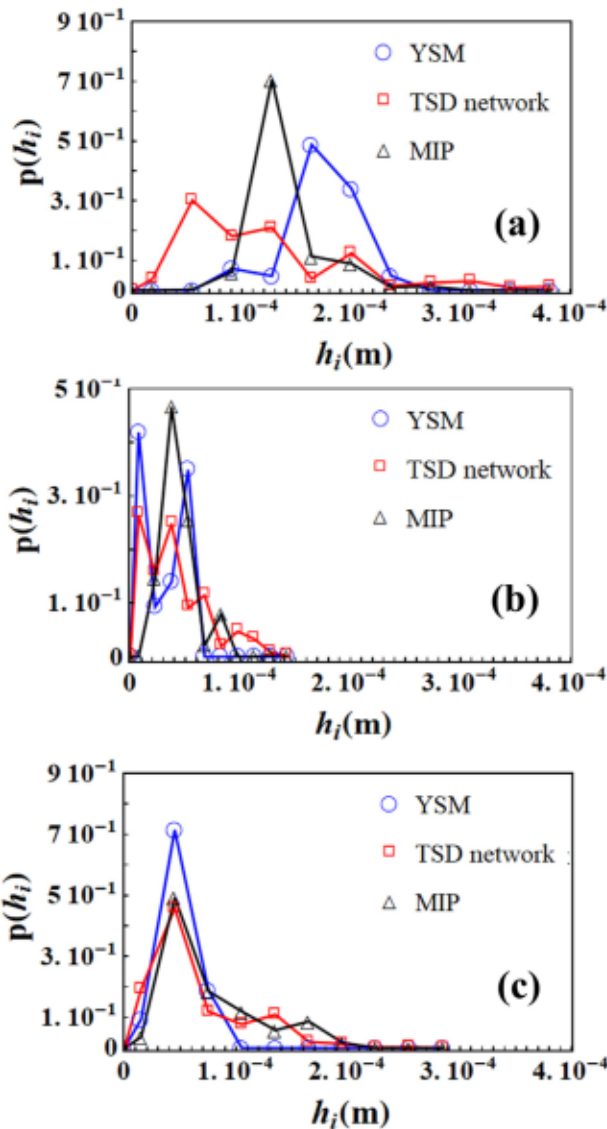 9 10⁻¹
7 10⁻¹
5 10⁻¹
3 10⁻¹
1. 10⁻¹
0
p(hᵢ)
YSM
TSD network
MIP
(a)
0 1. 10⁻⁴ 2. 10⁻⁴ 3. 10⁻⁴ 4. 10⁻⁴
hᵢ(m)
5 10⁻¹
3 10⁻¹
1 10⁻¹
0
p(hᵢ)
YSM
TSD network
MIP
(b)
0 1. 10⁻⁴ 2. 10⁻⁴ 3. 10⁻⁴ 4. 10⁻⁴
hᵢ(m)
9 10⁻¹
7 10⁻¹
5 10⁻¹
3 10⁻¹
1. 10⁻¹
0
p(hᵢ)
YSM
TSD network
MIP
(c)
0 1. 10⁻⁴ 2. 10⁻⁴ 3. 10⁻⁴ 4. 10⁻⁴
hᵢ(m)